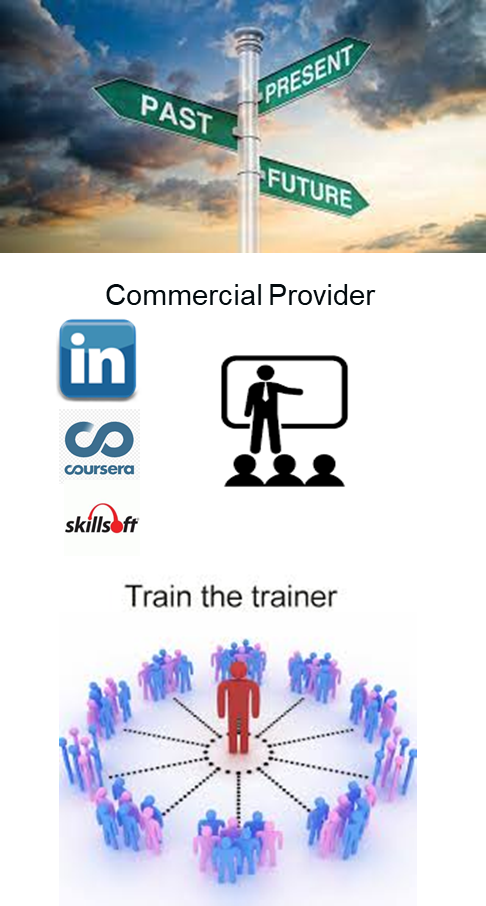 PRESENT
PAST
FUTURE
Commercial Provider
in
coursera
skillsoft
Train the trainer